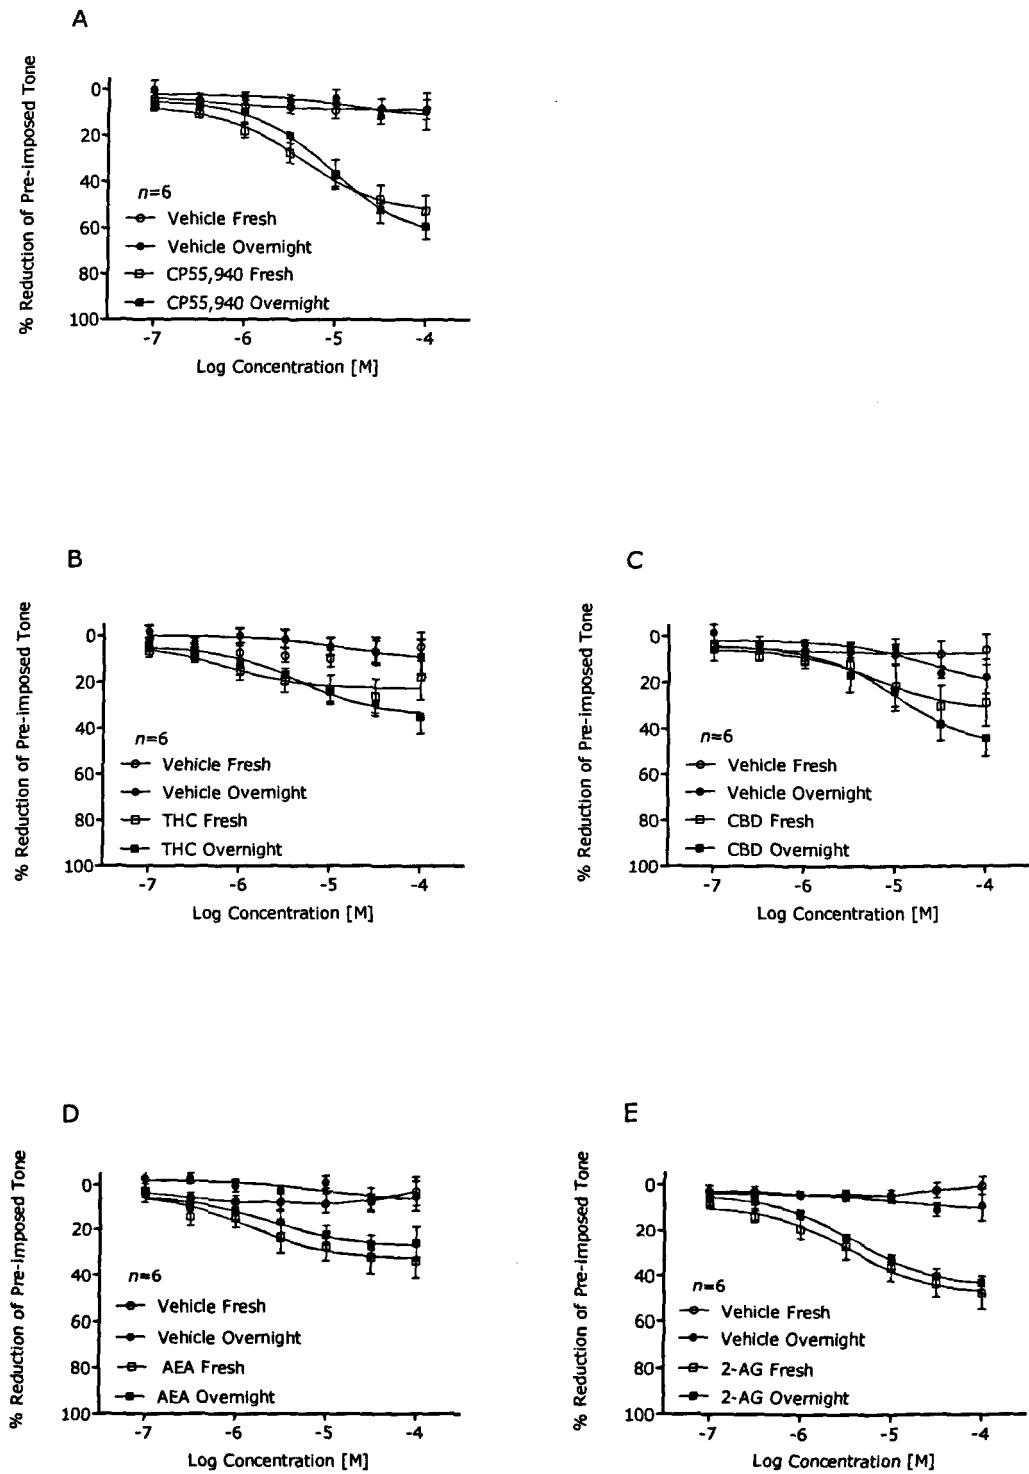 A
% Reduction of Pre-imposed Tone
0
20
40
60
80
100
n=6
Vehicle Fresh
Vehicle Overnight
CP55,940 Fresh
CP55,940 Overnight
-7 -6 -5 -4
Log Concentration [M]
B
% Reduction of Pre-imposed Tone
0
20
40
60
80
100
n=6
Vehicle Fresh
Vehicle Overnight
THC Fresh
THC Overnight
-7 -6 -5 -4
Log Concentration [M]
C
% Reduction of Pre-imposed Tone
0
20
40
60
80
100
n=6
Vehicle Fresh
Vehicle Overnight
CBD Fresh
CBD Overnight
-7 -6 -5 -4
Log Concentration [M]
D
% Reduction of Pre-imposed Tone
0
20
40
60
80
100
n=6
Vehicle Fresh
Vehicle Overnight
AEA Fresh
AEA Overnight
-7 -6 -5 -4
Log Concentration [M]
E
% Reduction of Pre-imposed Tone
0
20
40
60
80
100
n=6
Vehicle Fresh
Vehicle Overnight
2-AG Fresh
2-AG Overnight
-7 -6 -5 -4
Log Concentration [M]